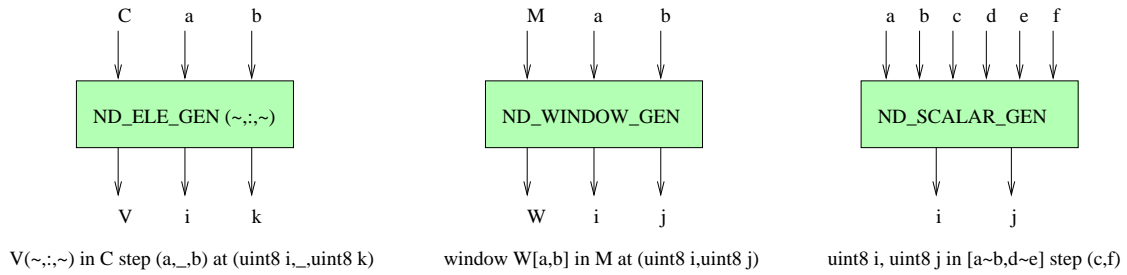 C a b
ND_ELE_GEN (~,:,~)
V i k
V(~,:,~) in C step (a,_,b) at (uint8 i,_,uint8 k)
M a b
ND_WINDOW_GEN
W i j
window W[a,b] in M at (uint8 i,uint8 j)
a b c d e f
ND_SCALAR_GEN
i j
uint8 i, uint8 j in [a~b,d~e] step (c,f)